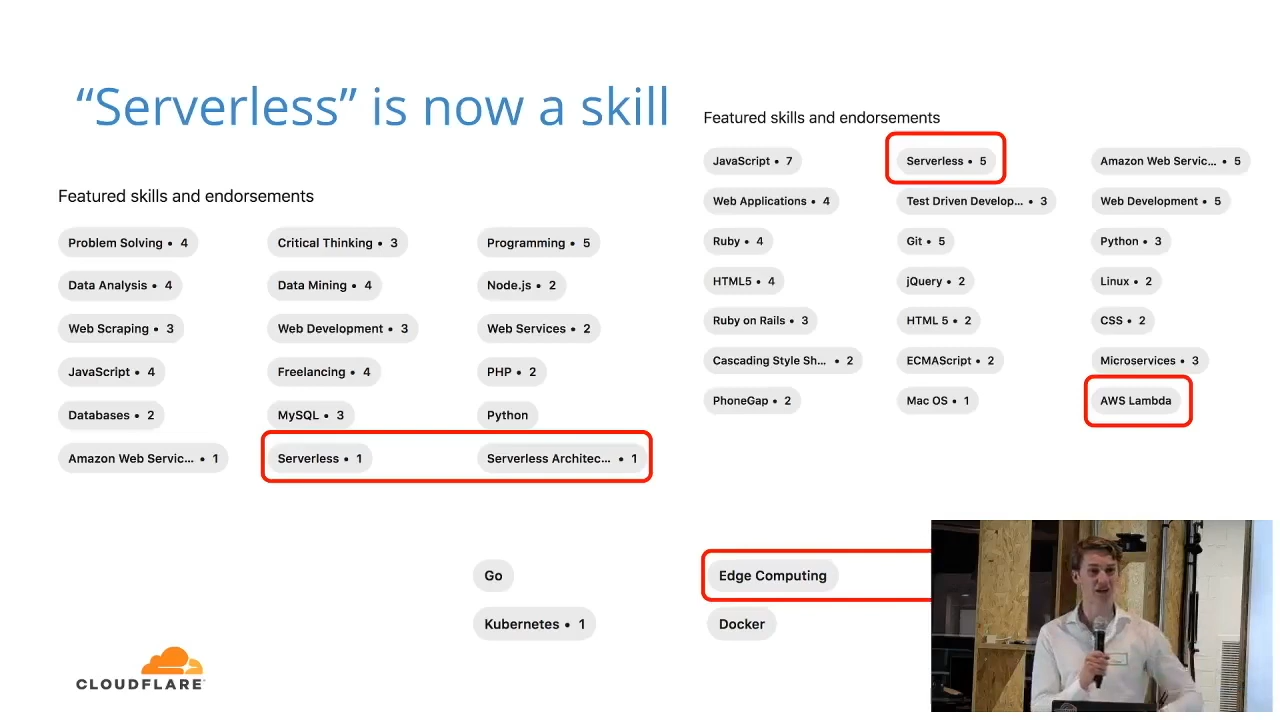 “Serverless” is now a skill
Featured skills and endorsements
Problem Solving • 4
Critical Thinking • 3
Programming • 5
Data Analysis • 4
Data Mining • 4
Node.js • 2
Web Scraping • 3
Web Development • 3
Web Services • 2
JavaScript • 4
Freelancing • 4
PHP • 2
Databases • 2
MySQL • 3
Python
Amazon Web Servic... • 1
Serverless • 1
Serverless Architec... • 1
Featured skills and endorsements
JavaScript • 7
Serverless • 5
Amazon Web Servic... • 5
Web Applications • 4
Test Driven Develop... • 3
Web Development • 5
Ruby • 4
Git • 5
Python • 3
HTML5 • 4
jQuery • 2
Linux • 2
Ruby on Rails • 3
HTML 5 • 2
CSS • 2
Cascading Style Sh... • 2
ECMAScript • 2
Microservices • 3
PhoneGap • 2
Mac OS • 1
AWS Lambda
Go
Edge Computing
Kubernetes • 1
Docker
CLOUDFLARE